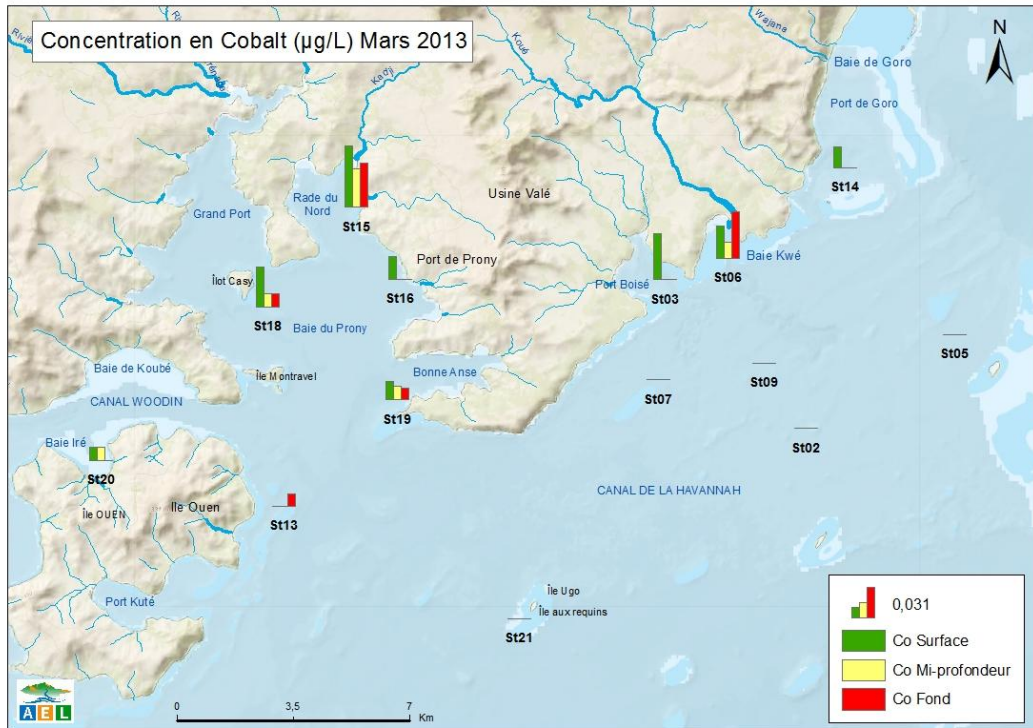 Concentration en Cobalt (µg/L) Mars 2013
N
Kadji
Koué
Wajana
Baie de Goro
Port de Goro
St14
Usine Valé
Rade du
Nord
Grand Port
St15
Îlot Casy
St18
Port de Prony
St16
Port Boisé
St03
St06
Baie Kwé
Baie du Prony
St05
Baie de Koubé
Île Montravel
Bonne Anse
St09
St07
CANAL WOODIN
St19
St02
Baie Iré
St20
CANAL DE LA HAVANNAH
Île OUEN
Île Ouen
St13
Île Ugo
Île aux requins
Port Kuté
St21
0,031
Co Surface
Co Mi-profondeur
Co Fond
AEL
0 3,5 7
Km